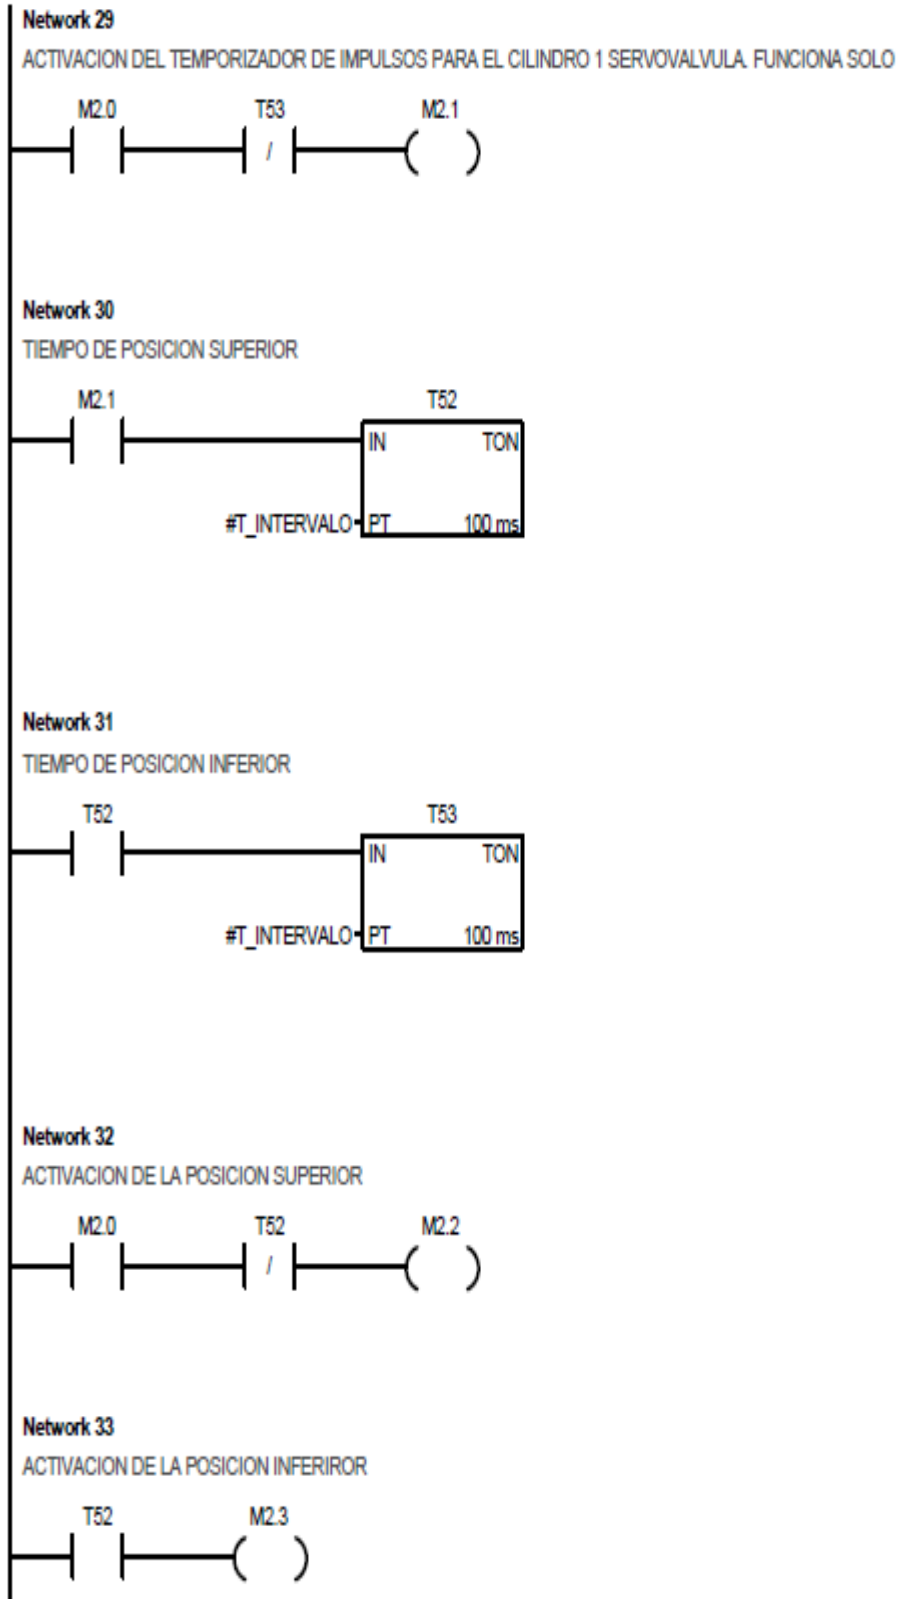 Network 29
ACTIVACION DEL TEMPORIZADOR DE IMPULSOS PARA EL CILINDRO 1 SERVOVALVULA. FUNCIONA SOLO
M2.0 T53 M2.1
/
Network 30
TIEMPO DE POSICION SUPERIOR
M2.1 T52
IN TON
#T_INTERVALO PT 100 ms
Network 31
TIEMPO DE POSICION INFERIOR
T52 T53
IN TON
#T_INTERVALO PT 100 ms
Network 32
ACTIVACION DE LA POSICION SUPERIOR
M2.0 T52 M2.2
/
Network 33
ACTIVACION DE LA POSICION INFERIROR
T52 M2.3